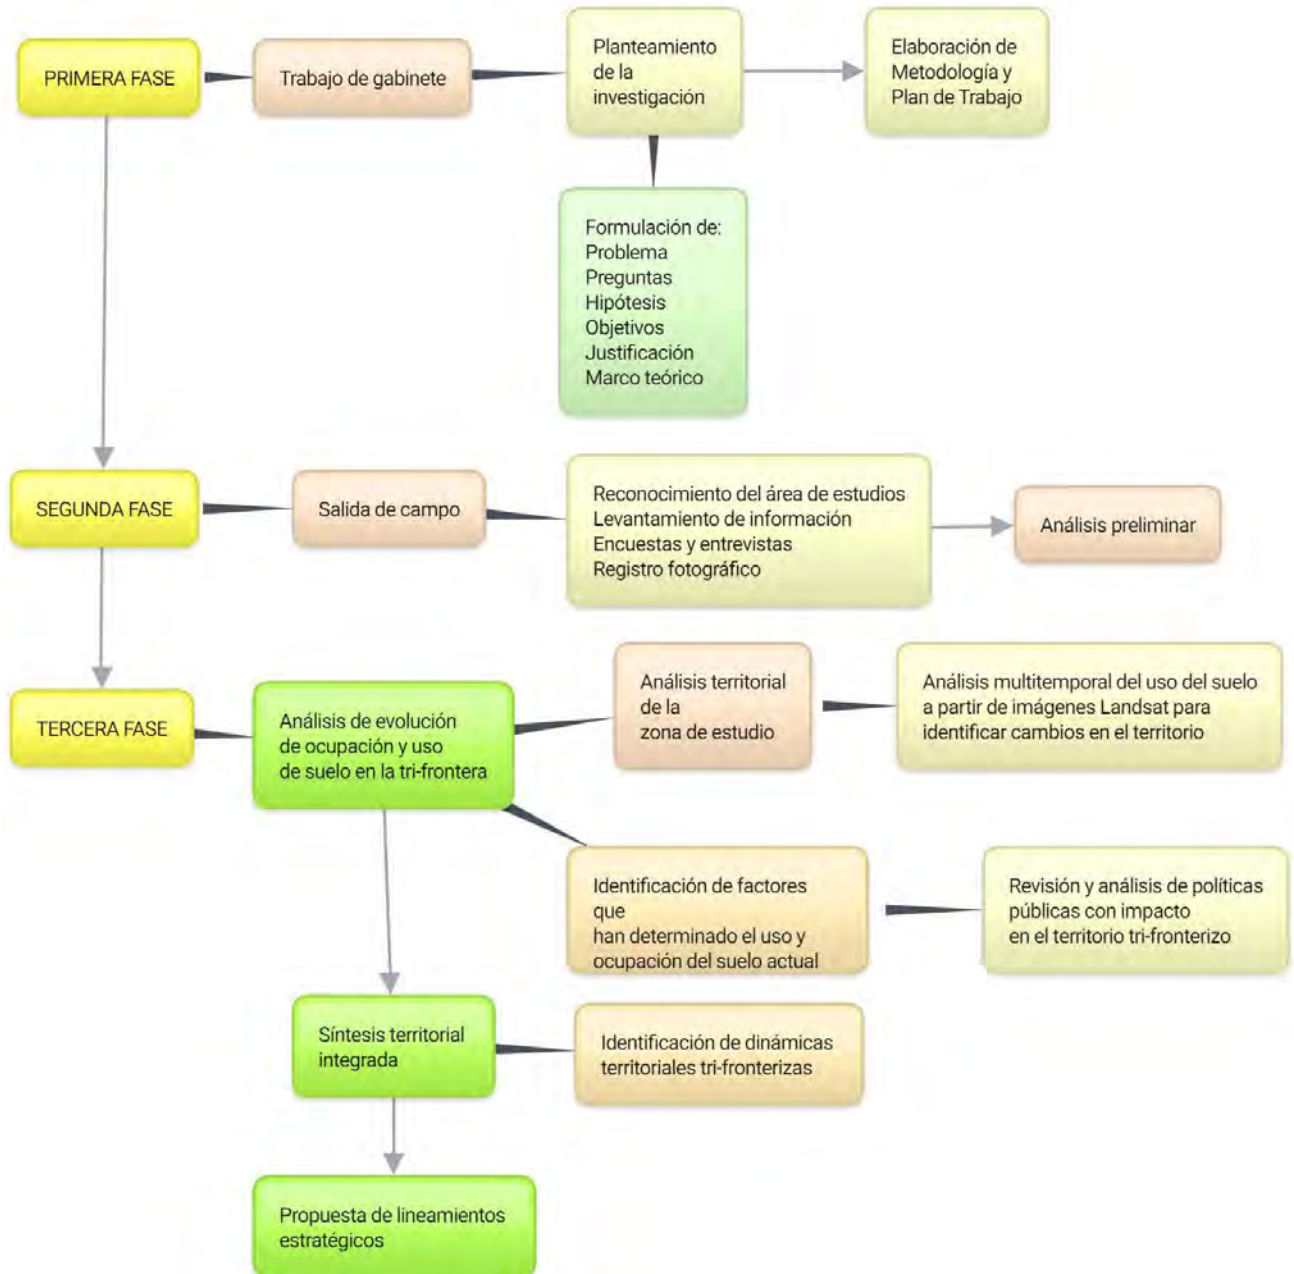 PRIMERA FASE
Trabajo de gabinete
Planteamiento
de la
investigación
Elaboración de
Metodología y
Plan de Trabajo
Formulación de:
Problema
Preguntas
Hipótesis
Objetivos
Justificación
Marco teórico
SEGUNDA FASE
Salida de campo
Reconocimiento del área de estudios
Levantamiento de información
Encuestas y entrevistas
Registro fotográfico
Análisis preliminar
TERCERA FASE
Análisis de evolución
de ocupación y uso
de suelo en la tri-frontera
Análisis territorial
de la
zona de estudio
Análisis multitemporal del uso del suelo
a partir de imágenes Landsat para
identificar cambios en el territorio
Identificación de factores
que
han determinado el uso y
ocupación del suelo actual
Revisión y análisis de políticas
públicas con impacto
en el territorio tri-fronterizo
Síntesis territorial
integrada
Identificación de dinámicas
territoriales tri-fronterizas
Propuesta de lineamientos
estratégicos